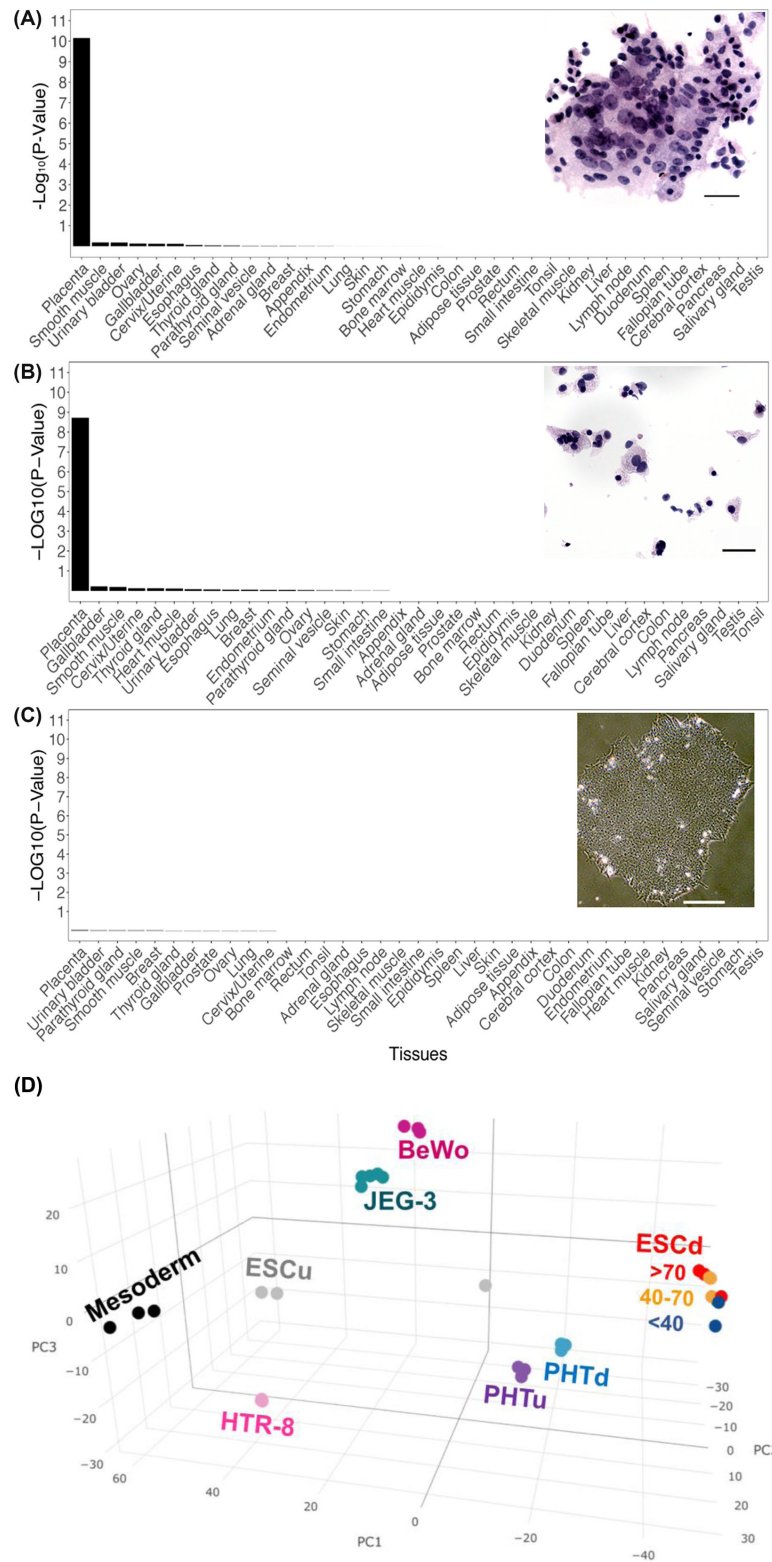 (A)
-Log₁₀(P-Value)
11
10
9
8
7
6
5
4
3
2
1
Placenta
Smooth muscle
Urinary bladder
Ovary
Gallbladder
Cervix/Uterine
Esophagus
Thyroid gland
Parathyroid gland
Seminal vesicle
Adrenal gland
Breast
Appendix
Endometrium
Lung
Skin
Stomach
Bone marrow
Heart muscle
Epididymis
Colon
Adipose tissue
Prostate
Rectum
Small intestine
Tonsil
Skeletal muscle
Kidney
Liver
Lymph node
Duodenum
Spleen
Fallopian tube
Cerebral cortex
Pancreas
Salivary gland
Testis
(B)
−LOG10(P−Value)
11
10
9
8
7
6
5
4
3
2
1
Placenta
Gallbladder
Smooth muscle
Cervix/Uterine
Thyroid gland
Heart muscle
Urinary bladder
Esophagus
Lung
Breast
Endometrium
Parathyroid gland
Ovary
Seminal vesicle
Skin
Stomach
Small intestine
Appendix
Adrenal gland
Adipose tissue
Prostate
Bone marrow
Rectum
Epididymis
Skeletal muscle
Kidney
Duodenum
Spleen
Fallopian tube
Liver
Cerebral cortex
Colon
Lymph node
Pancreas
Salivary gland
Testis
Tonsil
(C)
−LOG10(P−Value)
11
10
9
8
7
6
5
4
3
2
1
Placenta
Urinary bladder
Parathyroid gland
Smooth muscle
Breast
Thyroid gland
Gallbladder
Prostate
Ovary
Lung
Cervix/Uterine
Bone marrow
Rectum
Tonsil
Adrenal gland
Esophagus
Lymph node
Skeletal muscle
Small intestine
Epididymis
Spleen
Liver
Skin
Adipose tissue
Appendix
Cerebral cortex
Colon
Duodenum
Endometrium
Fallopian tube
Heart muscle
Kidney
Pancreas
Salivary gland
Seminal vesicle
Stomach
Testis
Tissues
(D)
BeWo
JEG-3
ESCd
>70
40-70
<40
Mesoderm
ESCu
PHTd
PHTu
HTR-8
20
10
0
−10
−20
−30
PC3
60
40
20
0
−20
−40
PC1
−30
−20
−10
0
10
20
30